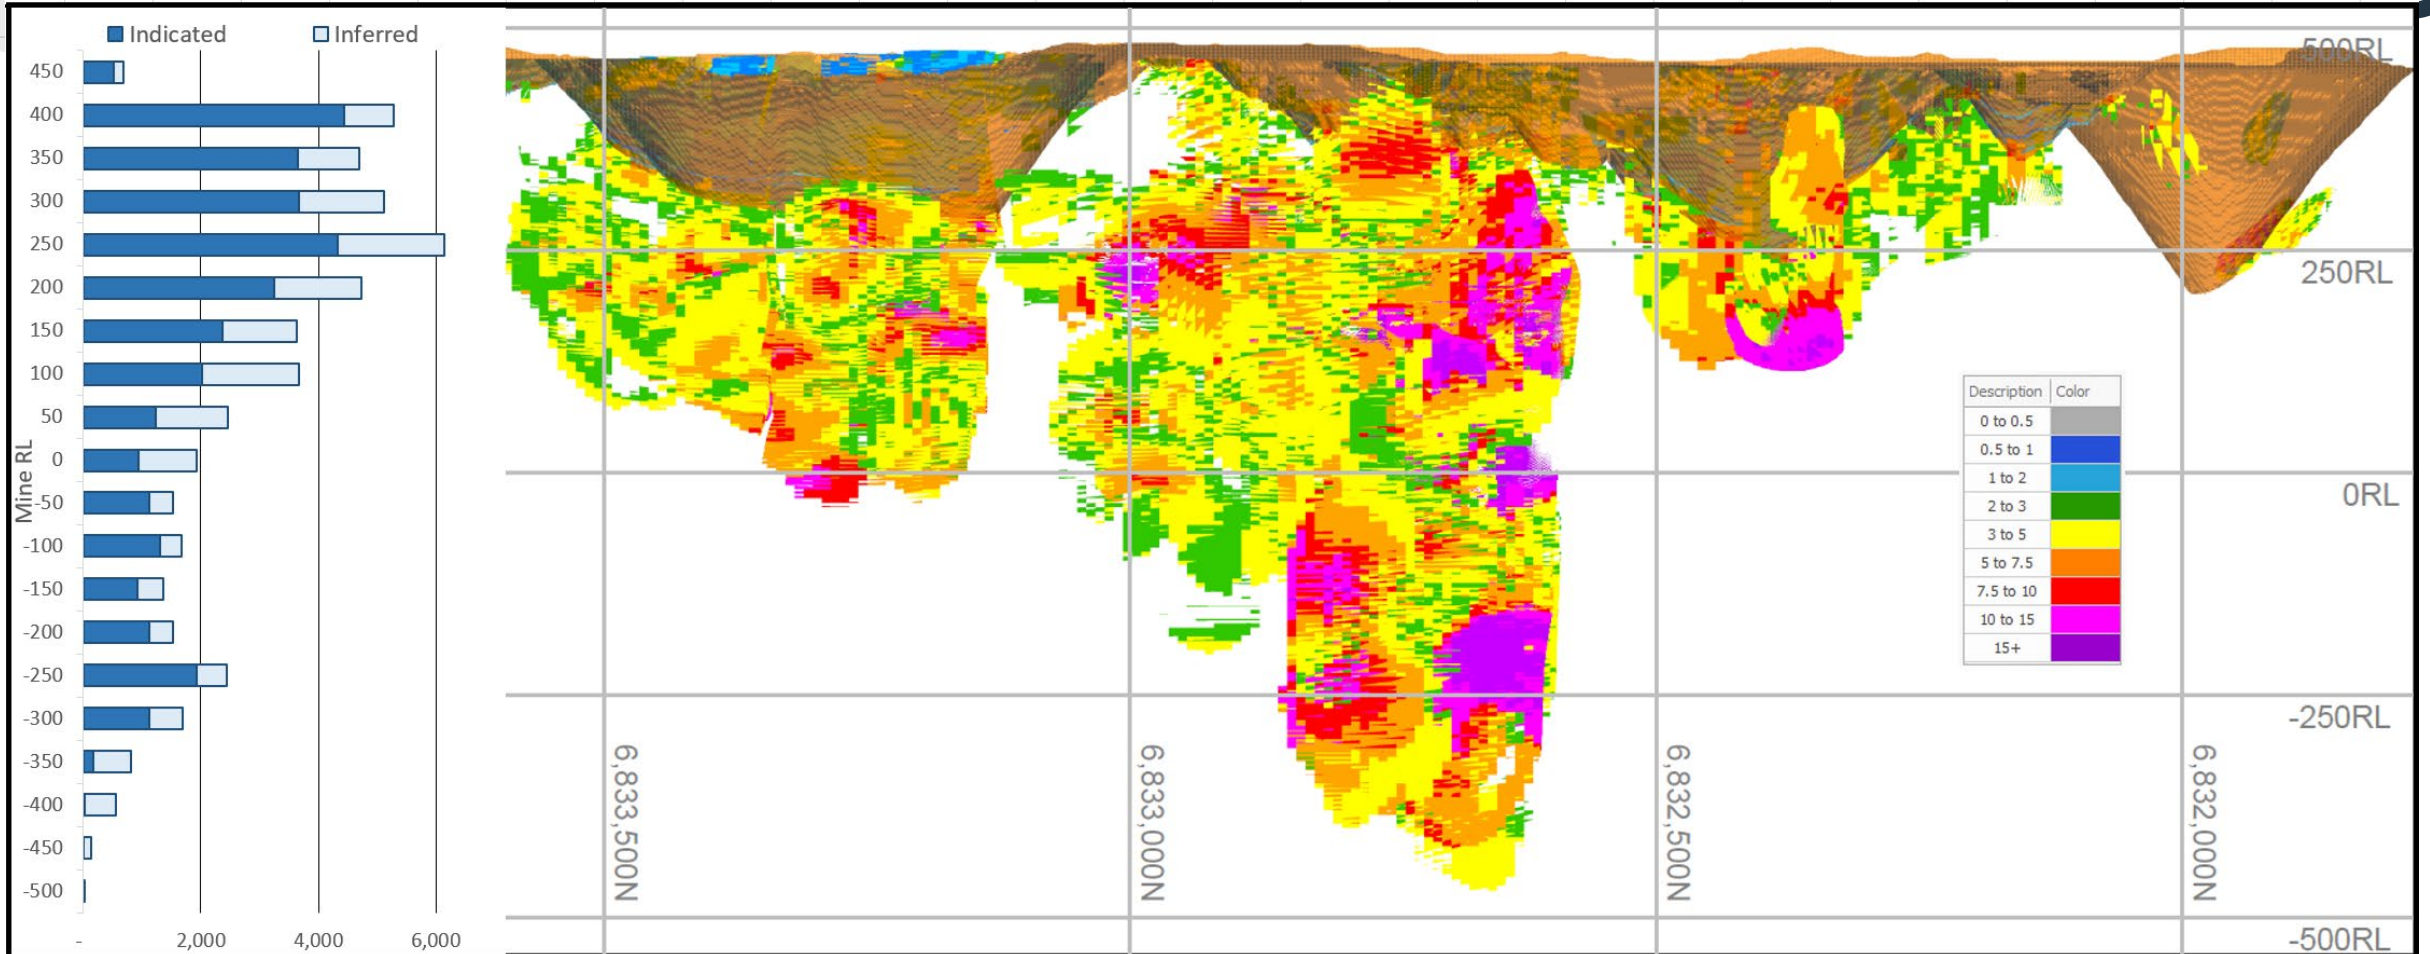 Indicated Inferred
450
400
350
300
250
200
150
100
50
0
-50
-100
-150
-200
-250
-300
-350
-400
-450
-500
Mine RL
- 2,000 4,000 6,000
500RL
250RL
0RL
-250RL
-500RL
6,833,500N
6,833,000N
6,832,500N
6,832,000N
Description Color
0 to 0.5
0.5 to 1
1 to 2
2 to 3
3 to 5
5 to 7.5
7.5 to 10
10 to 15
15+